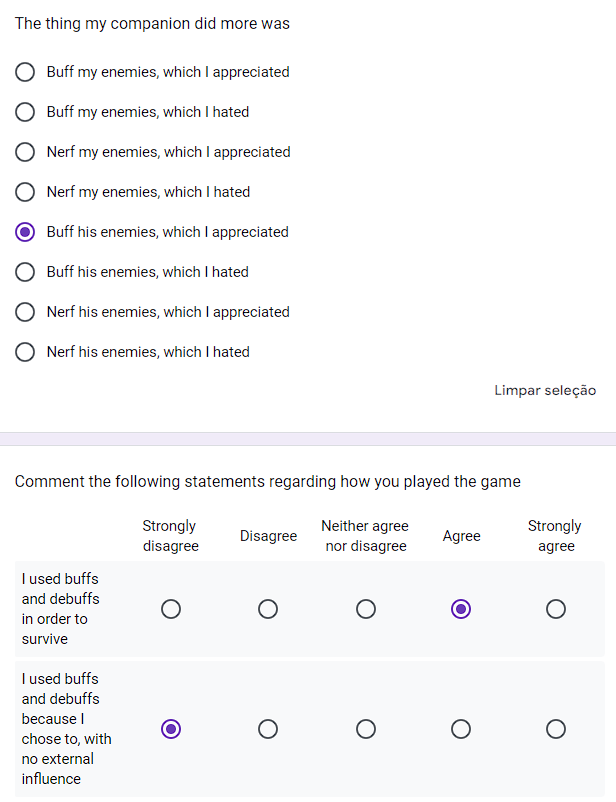 The thing my companion did more was
Buff my enemies, which I appreciated
Buff my enemies, which I hated
Nerf my enemies, which I appreciated
Nerf my enemies, which I hated
Buff his enemies, which I appreciated
Buff his enemies, which I hated
Nerf his enemies, which I appreciated
Nerf his enemies, which I hated
Limpar seleção
Comment the following statements regarding how you played the game
Strongly
disagree
Disagree
Neither agree
nor disagree
Agree
Strongly
agree
I used buffs
and debuffs
in order to
survive
I used buffs
and debuffs
because I
chose to, with
no external
influence